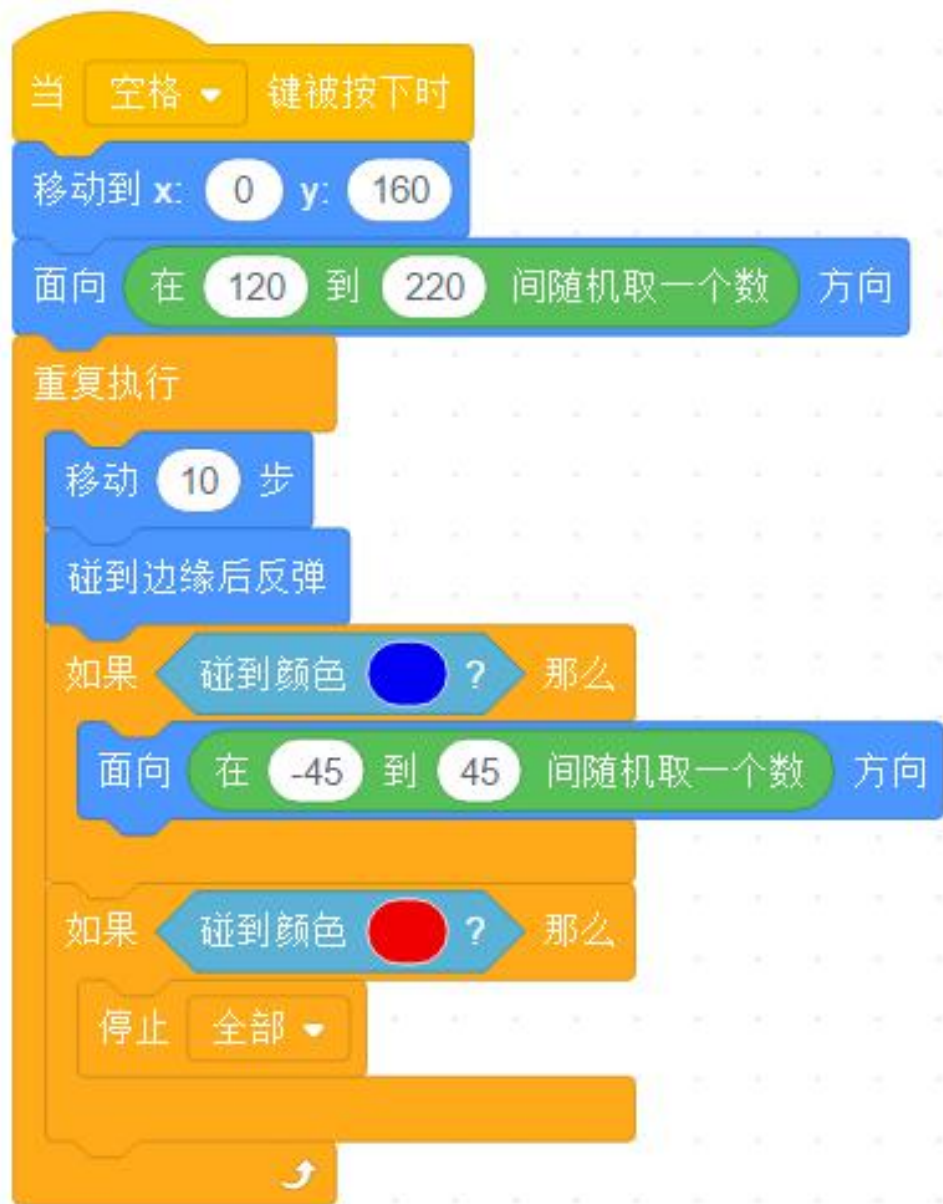 当 空格 键被按下时
移动到 x: 0 y: 160
面向 在 120 到 220 间随机取一个数 方向
重复执行
移动 10 步
碰到边缘后反弹
如果 碰到颜色 ? 那么
面向 在 -45 到 45 间随机取一个数 方向
如果 碰到颜色 ? 那么
停止 全部